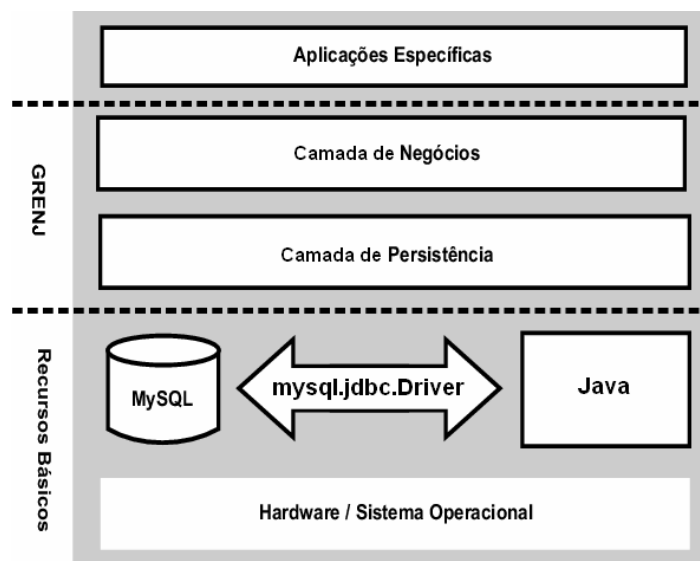 Aplicações Específicas
GRENJ
Camada de Negócios
Camada de Persistência
Recursos Básicos
MySQL
mysql.jdbc.Driver
Java
Hardware / Sistema Operacional